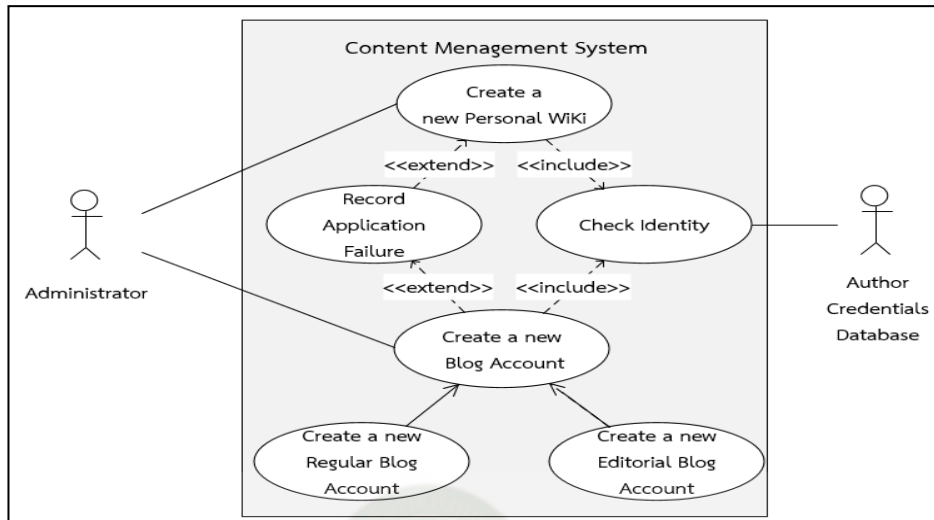 Content Menagement System
Create a
new Personal WiKi
<<extend>>
<<include>>
Record
Application
Failure
Check Identity
Administrator
Author
Credentials
Database
<<extend>>
<<include>>
Create a new
Blog Account
Create a new
Regular Blog
Account
Create a new
Editorial Blog
Account